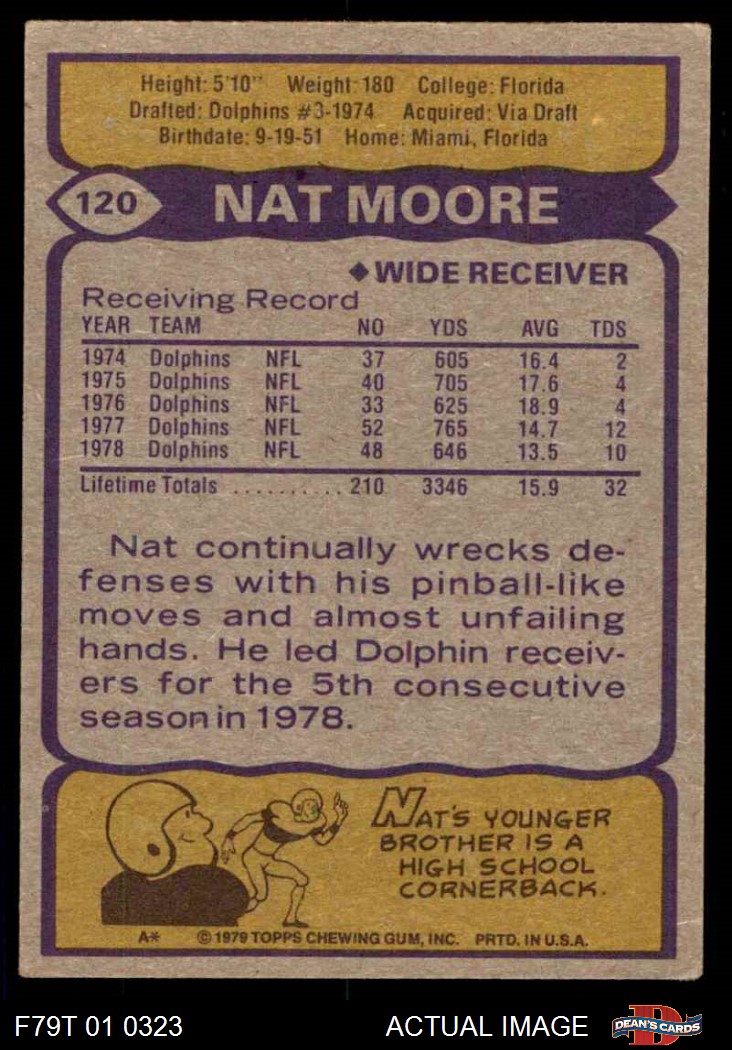 Height: 5'10" Weight: 180 College: Florida
Drafted: Dolphins #3-1974 Acquired: Via Draft
Birthdate: 9-19-51 Home: Miami, Florida
120 NAT MOORE
◆WIDE RECEIVER
Receiving Record
YEAR TEAM NO YDS AVG TDS
1974 Dolphins NFL 37 605 16.4 2
1975 Dolphins NFL 40 705 17.6 4
1976 Dolphins NFL 33 625 18.9 4
1977 Dolphins NFL 52 765 14.7 12
1978 Dolphins NFL 48 646 13.5 10
Lifetime Totals .......... 210 3346 15.9 32
Nat continually wrecks de-
fenses with his pinball-like
moves and almost unfailing
hands. He led Dolphin receiv-
ers for the 5th consecutive
season in 1978.
NAT'S YOUNGER
BROTHER IS A
HIGH SCHOOL
CORNERBACK.
A* ©1979 TOPPS CHEWING GUM, INC. PRTD. IN U.S.A.
F79T 01 0323 ACTUAL IMAGE D DEAN'S CARDS